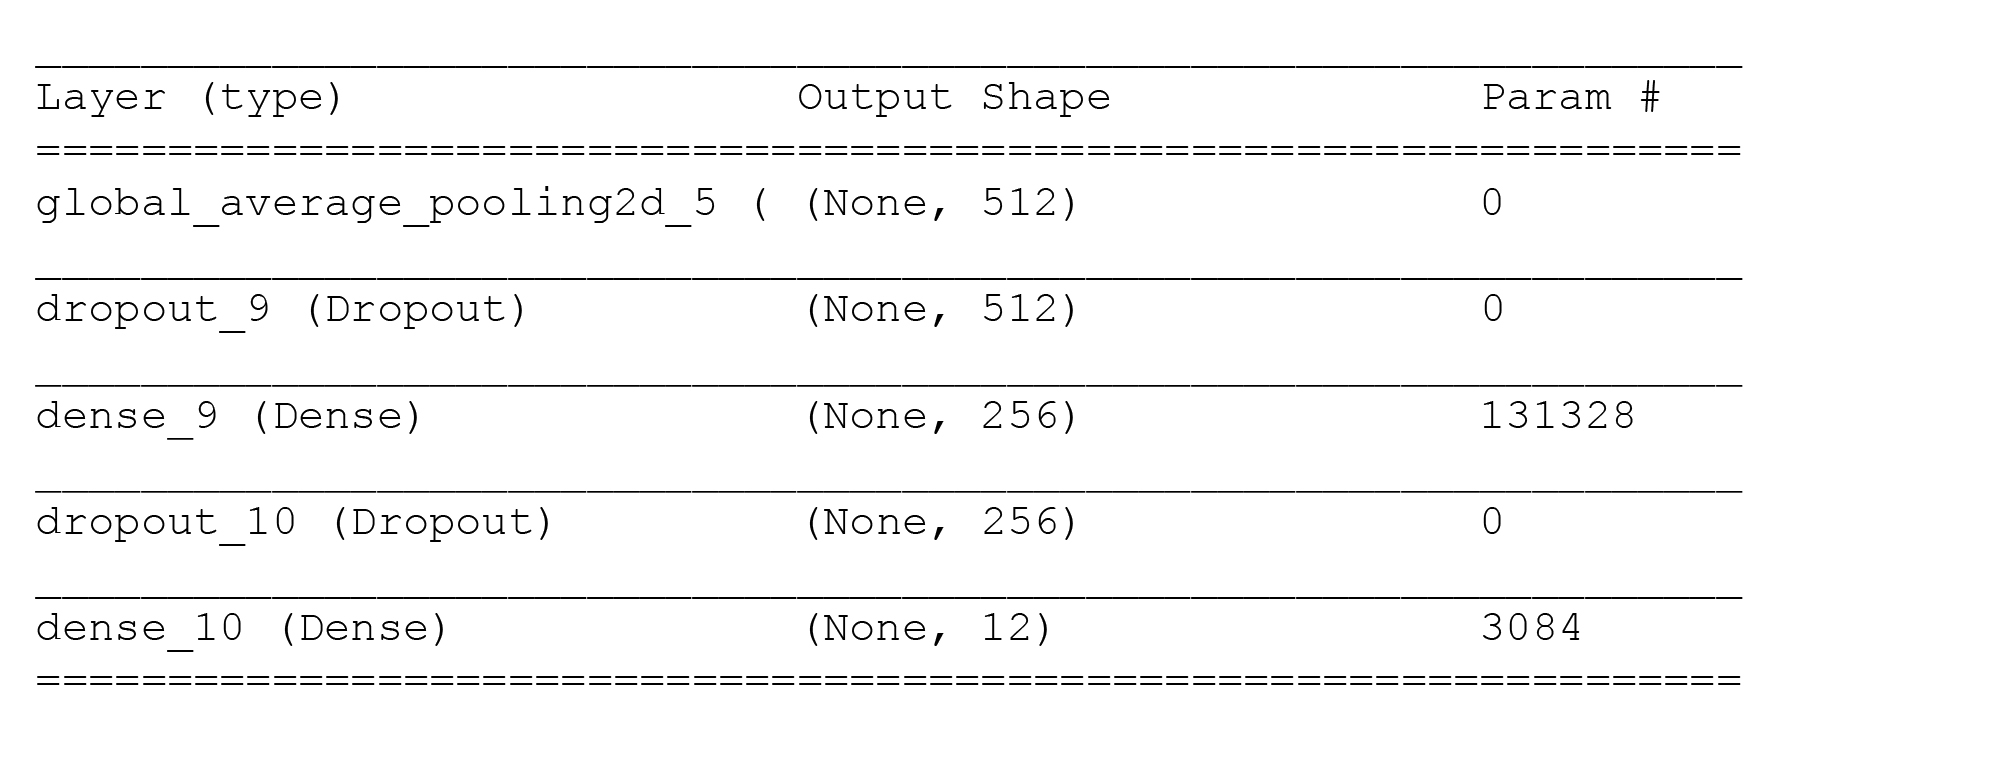 _________________________________________________________________
Layer (type)                 Output Shape              Param #
=================================================================
global_average_pooling2d_5 ( (None, 512)               0
_________________________________________________________________
dropout_9 (Dropout)          (None, 512)               0
_________________________________________________________________
dense_9 (Dense)              (None, 256)               131328
_________________________________________________________________
dropout_10 (Dropout)         (None, 256)               0
_________________________________________________________________
dense_10 (Dense)             (None, 12)                3084
=================================================================